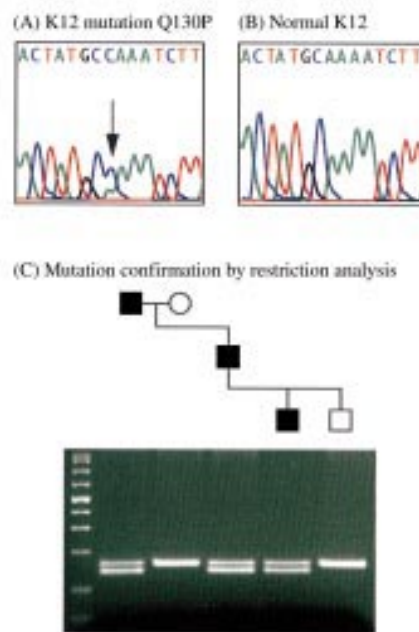 (A) K12 mutation Q130P
(B) Normal K12
ACTATGCCAAATCTT
ACTATGCAAAATCTT
(C) Mutation confirmation by restriction analysis